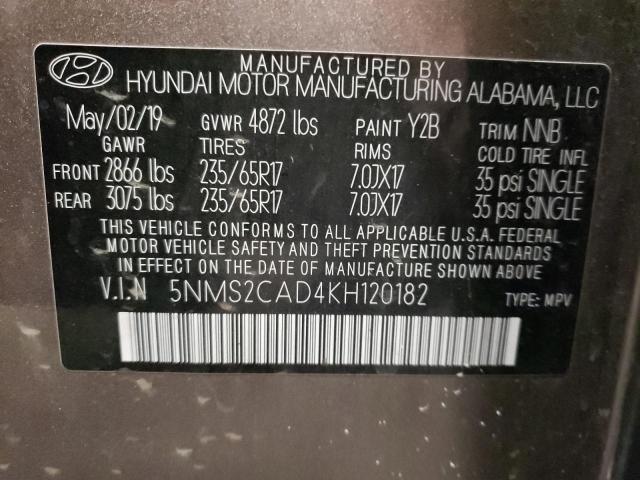 MANUFACTURED BY
HYUNDAI MOTOR MANUFACTURING ALABAMA, LLC
May/02/19 GVWR 4872 lbs PAINT Y2B TRIM NNB
GAWR TIRES RIMS COLD TIRE INFL
FRONT 2866 lbs 235/65R17 7.0JX17 35 psi SINGLE
REAR 3075 lbs 235/65R17 7.0JX17 35 psi SINGLE
THIS VEHICLE CONFORMS TO ALL APPLICABLE U.S.A. FEDERAL
MOTOR VEHICLE SAFETY AND THEFT PREVENTION STANDARDS
IN EFFECT ON THE DATE OF MANUFACTURE SHOWN ABOVE.
V.I.N 5NMS2CAD4KH120182 TYPE: MPV